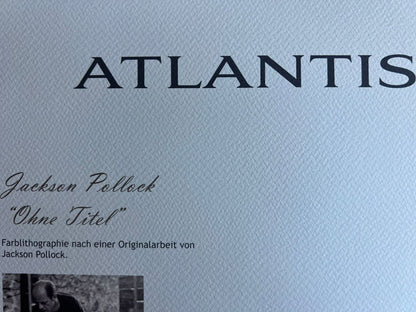 ATLANTIS
Jackson Pollock
"Ohne Titel"
Farblithographie nach einer Originalarbeit von
Jackson Pollock.